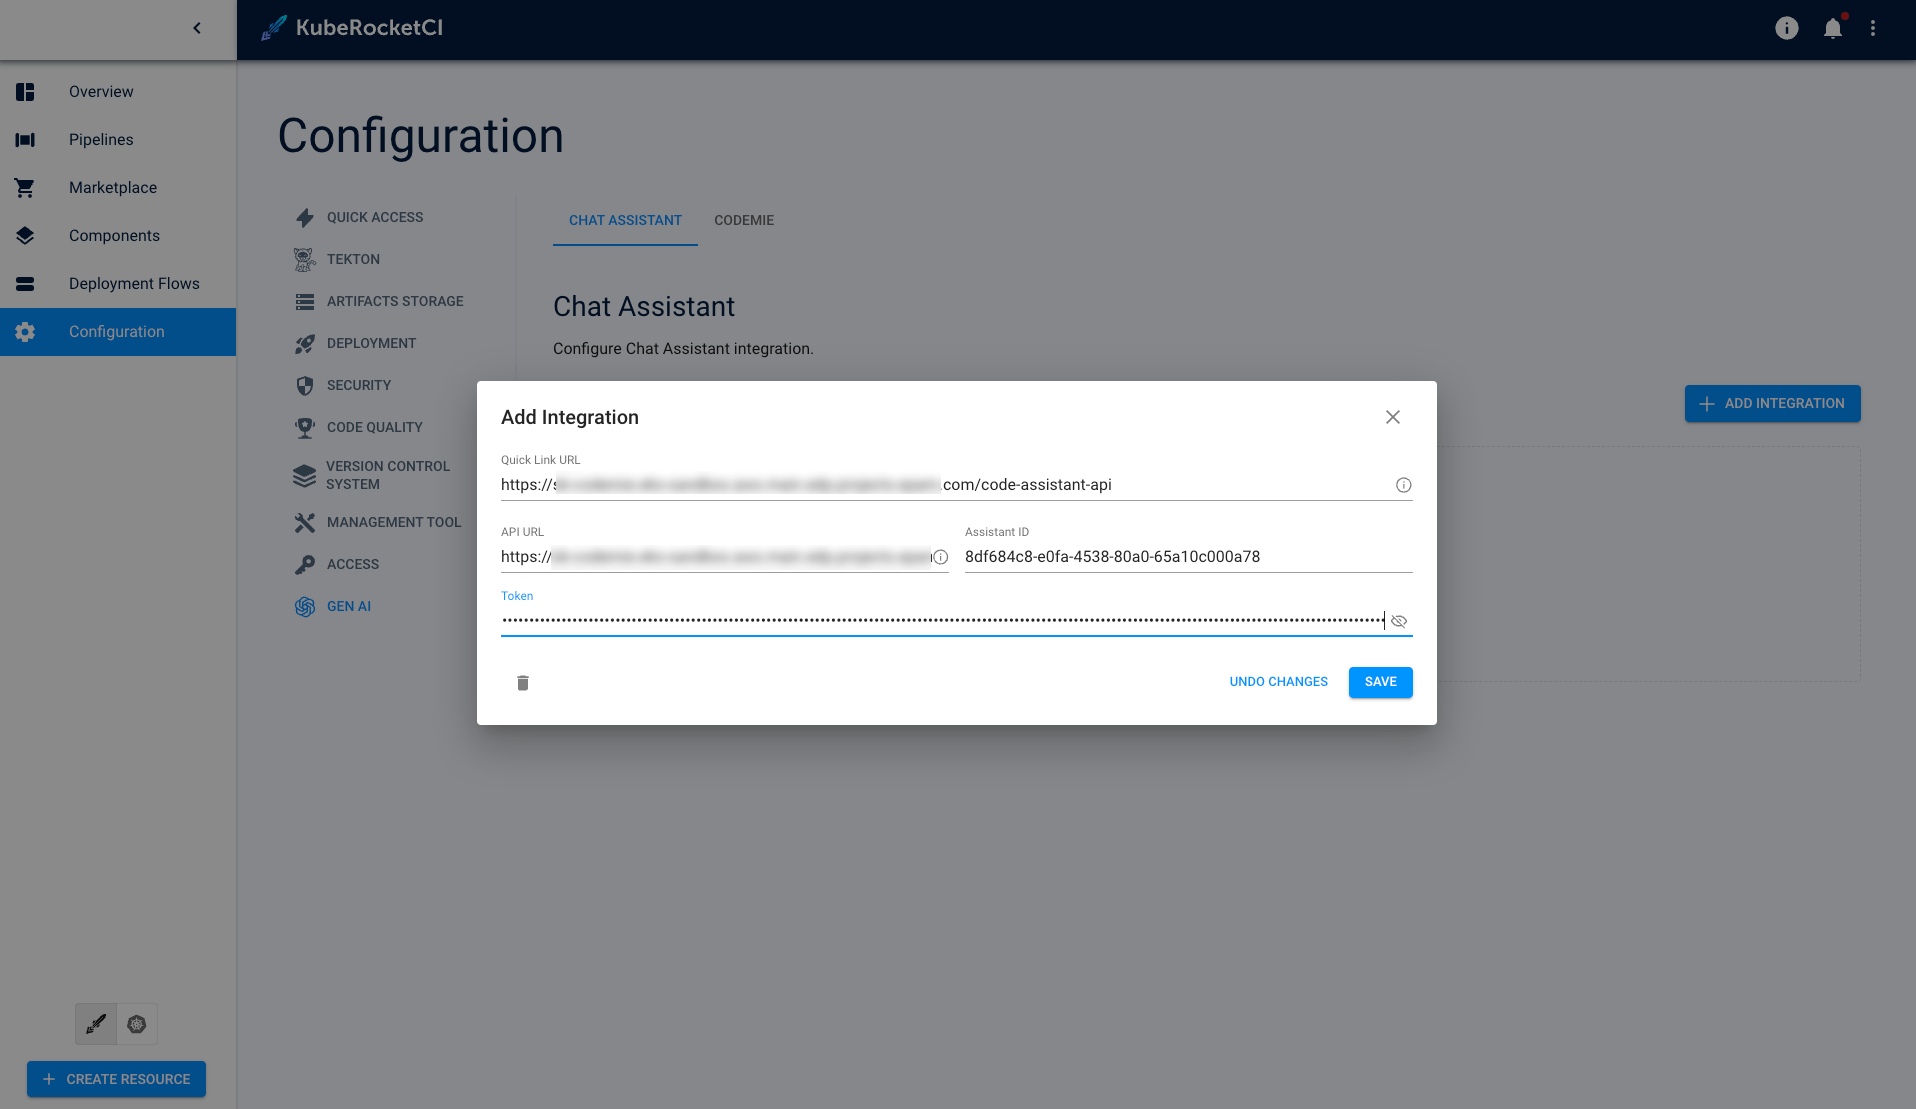 KubeRocketCI
Overview
Pipelines
Marketplace
Components
Deployment Flows
Configuration
CREATE RESOURCE
Configuration
QUICK ACCESS
TEKTON
ARTIFACTS STORAGE
DEPLOYMENT
SECURITY
CODE QUALITY
VERSION CONTROL
SYSTEM
MANAGEMENT TOOL
ACCESS
GEN AI
CHAT ASSISTANT CODEMIE
Chat Assistant
Configure Chat Assistant integration.
ADD INTEGRATION
Add Integration
Quick Link URL
https:// .com/code-assistant-api
API URL
https://
Assistant ID
8df684c8-e0fa-4538-80a0-65a10c000a78
Token
UNDO CHANGES SAVE